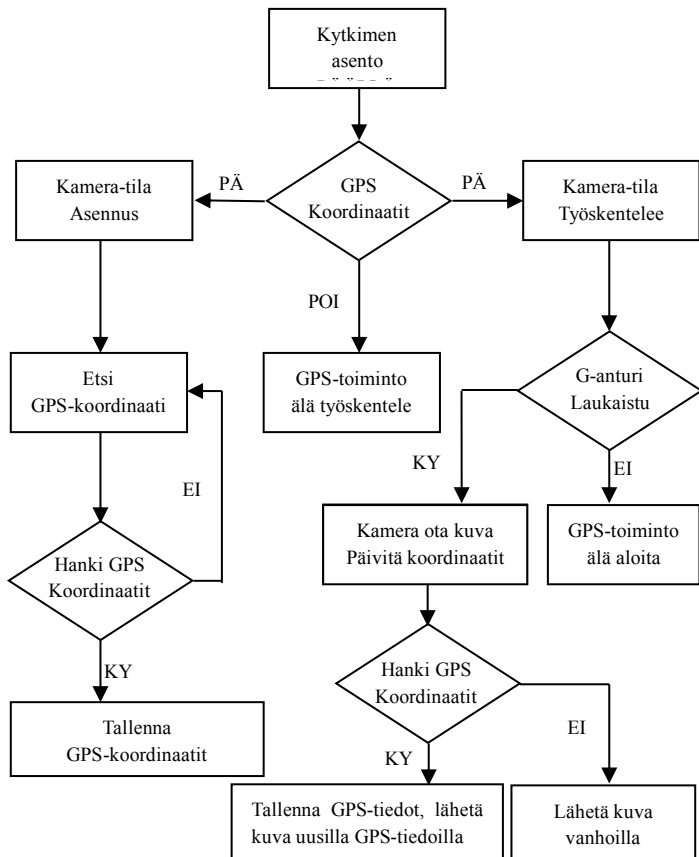 Kytkimen
asento
Kamera-tila
Asennus
PÄ
GPS
Koordinaatit
PÄ
Kamera-tila
Työskentelee
POI
Etsi
GPS-koordinaati
GPS-toiminto
älä työskentele
G-anturi
Laukaistu
EI
KY
EI
Hanki GPS
Koordinaatit
Kamera ota kuva
Päivitä koordinaatit
GPS-toiminto
älä aloita
KY
Hanki GPS
Koordinaatit
Tallenna
GPS-koordinaatit
EI
KY
Tallenna GPS-tiedot, lähetä
kuva uusilla GPS-tiedoilla
Lähetä kuva
vanhoilla